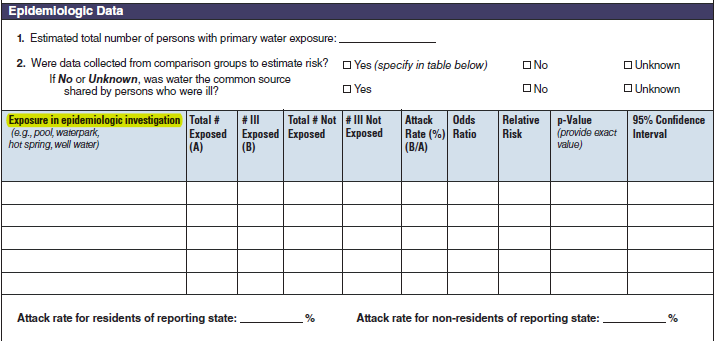 Epidemiologic Data
1. Estimated total number of persons with primary water exposure:
2. Were data collected from comparison groups to estimate risk? Yes (specify in table below) No Unknown
If No or Unknown, was water the common source
shared by persons who were ill? Yes No Unknown
Exposure in epidemiologic investigation Total # # Ill Total # Not # Ill Not Attack Odds Relative p-Value 95% Confidence
(e.g., pool, waterpark, Exposed Exposed Exposed Exposed Rate (%) Ratio Risk (provide exact Interval
hot spring, well water) (A) (B) (B/A) value)
Attack rate for residents of reporting state: % Attack rate for non-residents of reporting state: %